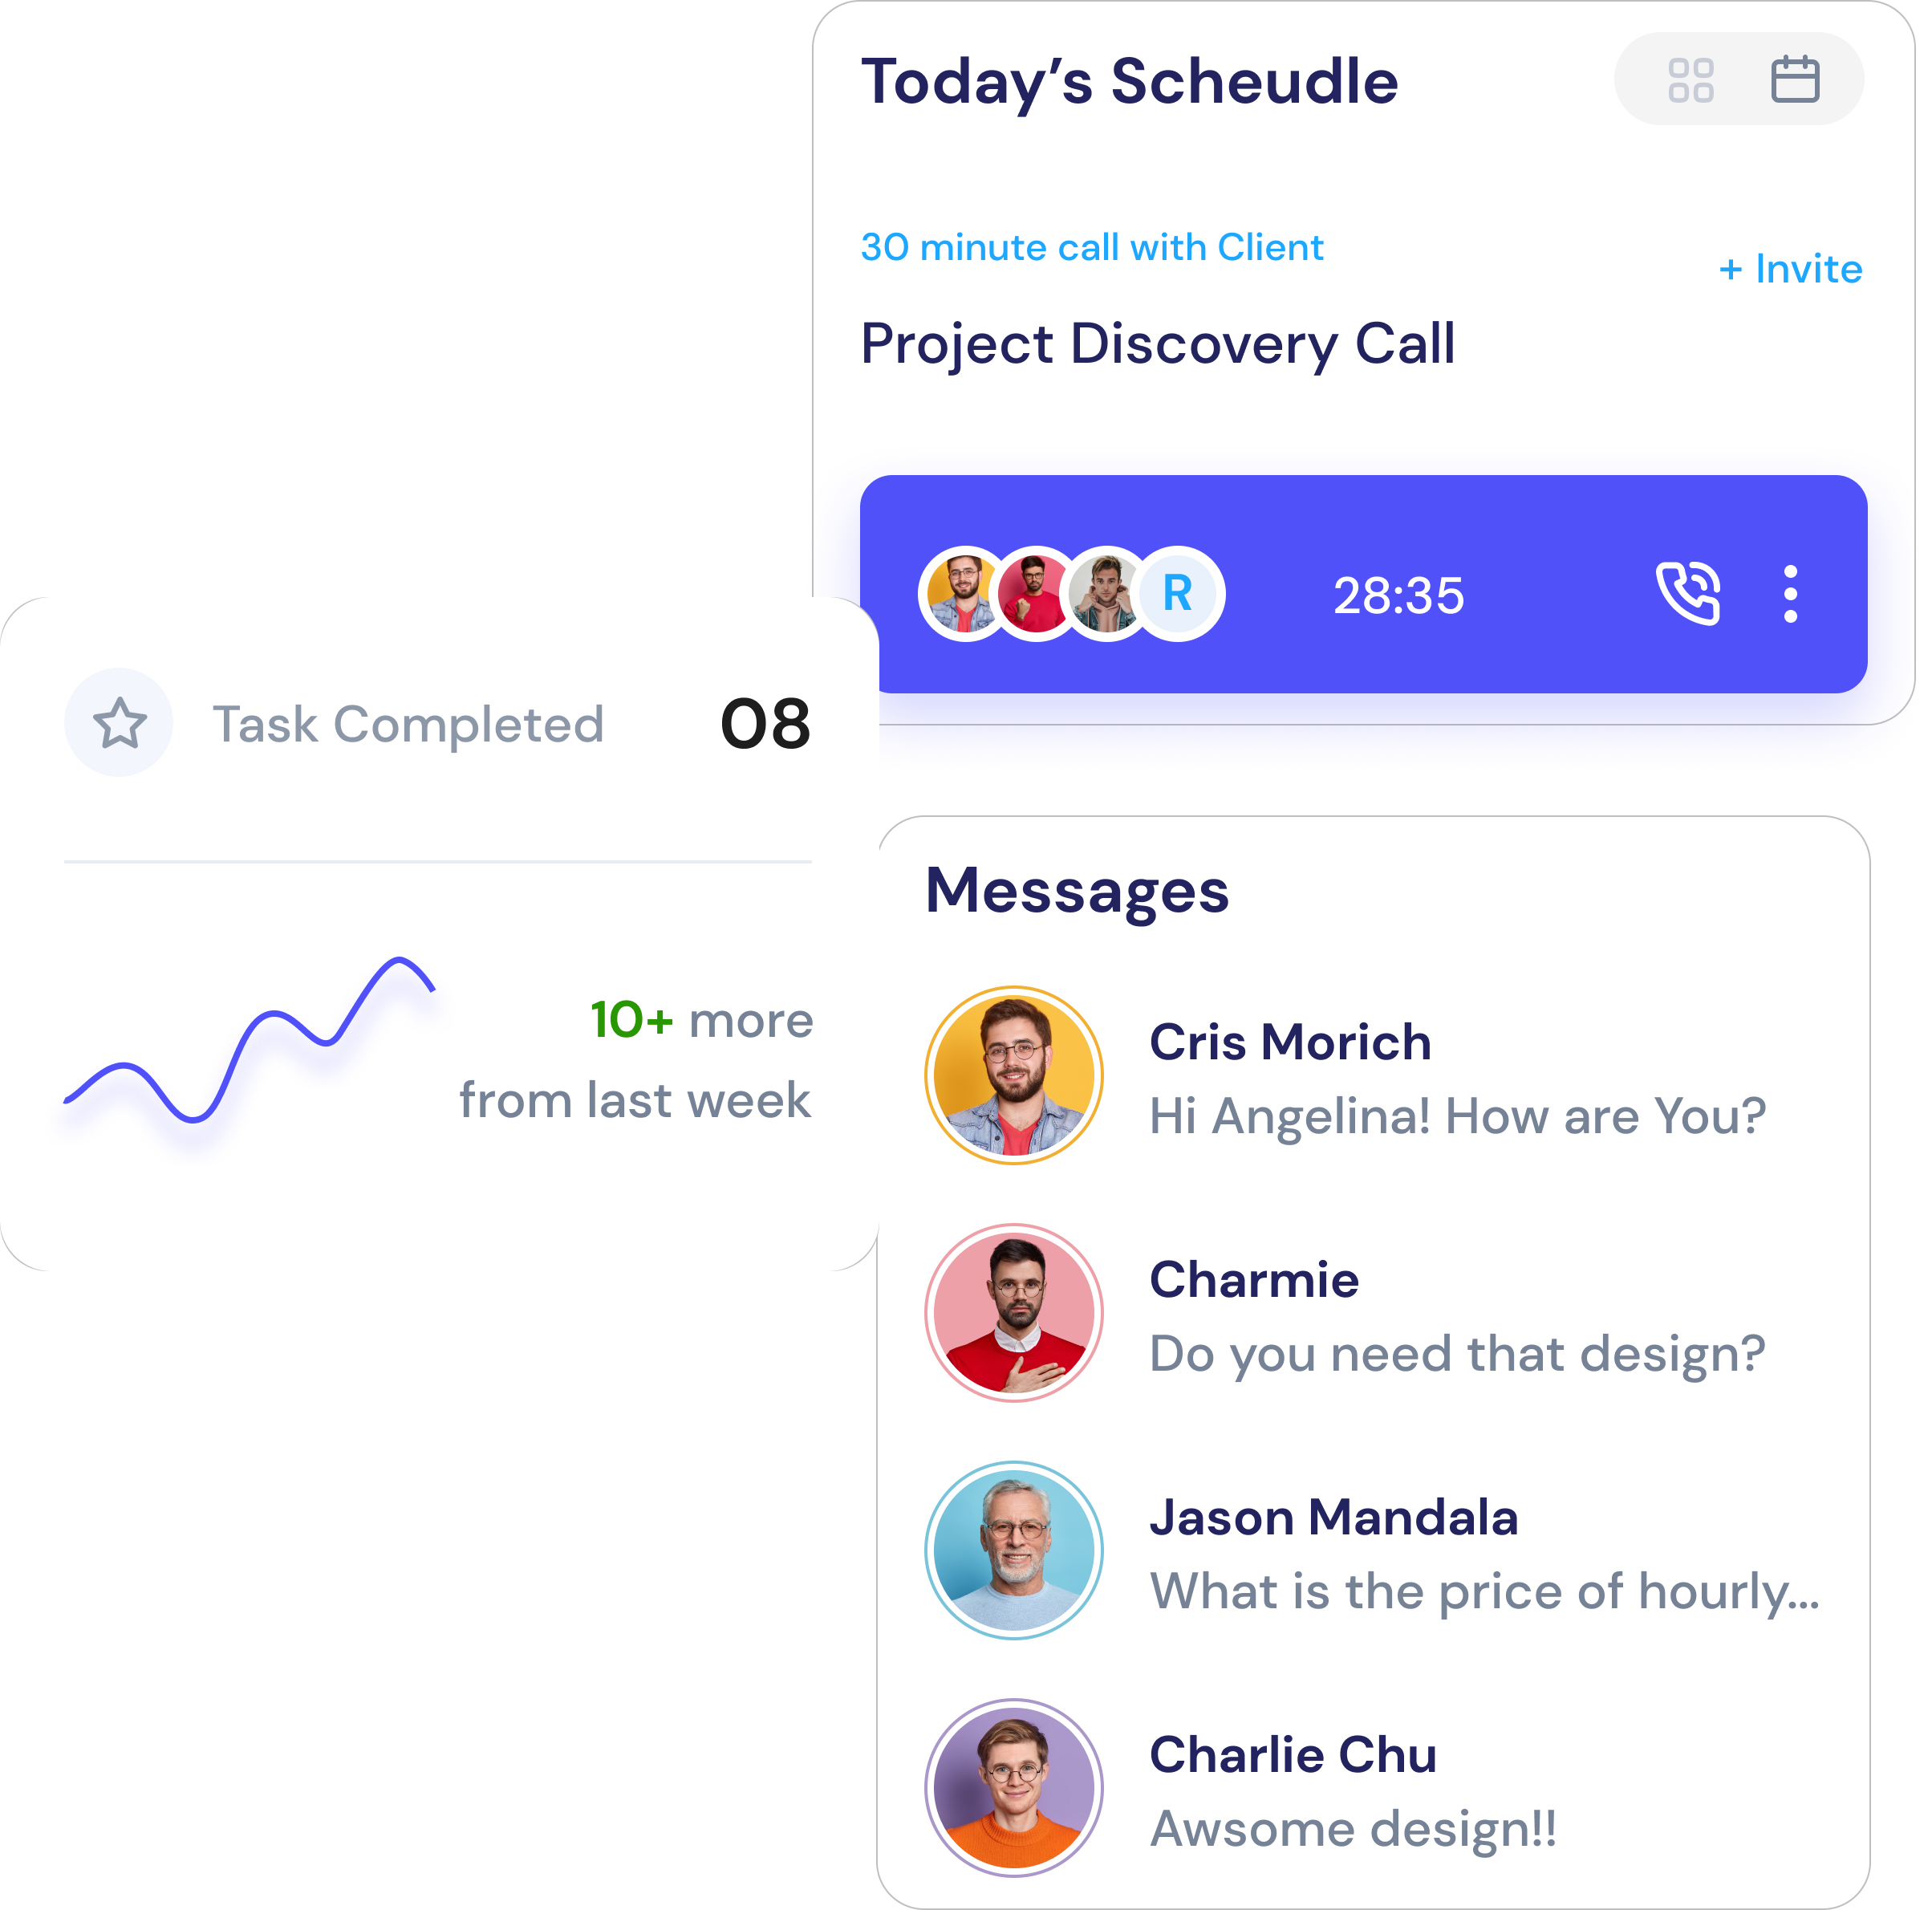 Today’s Scheudle
30 minute call with Client
+ Invite
Project Discovery Call
R
28:35
Task Completed
08
10+ more
from last week
Messages
Cris Morich
Hi Angelina! How are You?
Charmie
Do you need that design?
Jason Mandala
What is the price of hourly...
Charlie Chu
Awsome design!!